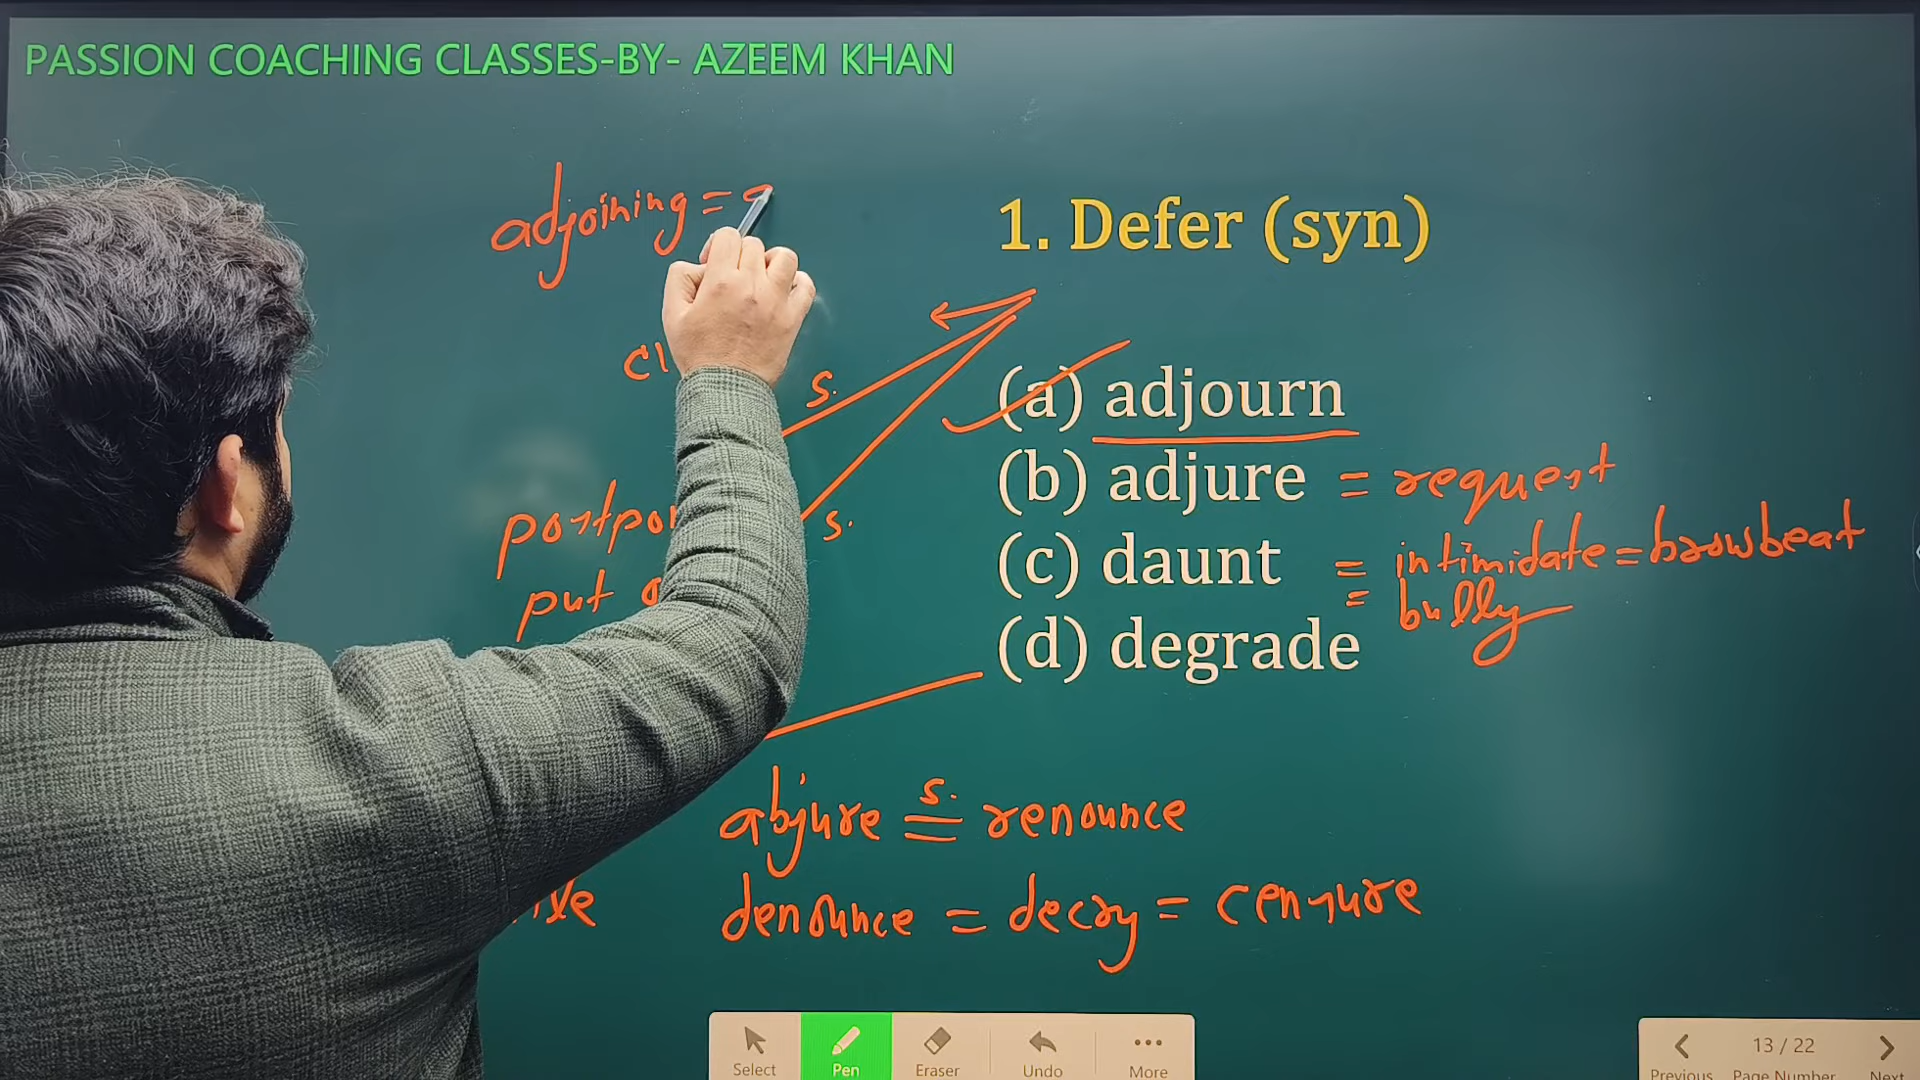 PASSION COACHING CLASSES-BY- AZEEM KHAN
adjoining =
1. Defer (syn)
s.
(a) adjourn
(b) adjure = request
s.
(c) daunt = intimidate = browbeat
put
= bully
(d) degrade
abjure = s. renounce
denounce = decry = censure
Select
Pen
Eraser
Undo
More
13 / 22
Previous
Page Number
Next